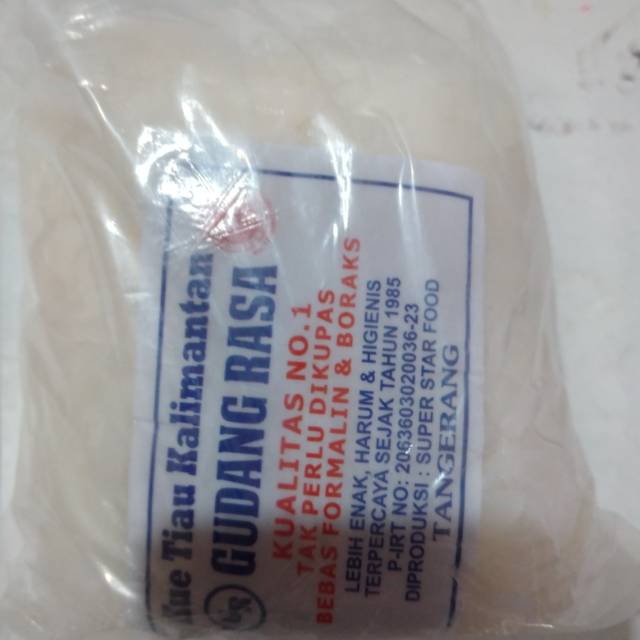 Kue Tiau Kalimantan
GUDANG RASA
KUALITAS NO.1
TAK PERLU DIKUPAS
BEBAS FORMALIN & BORAKS
LEBIH ENAK, HARUM & HIGIENIS
TERPERCAYA SEJAK TAHUN 1985
P-IRT NO: 2063603020036-23
DIPRODUKSI : SUPER STAR FOOD
TANGERANG